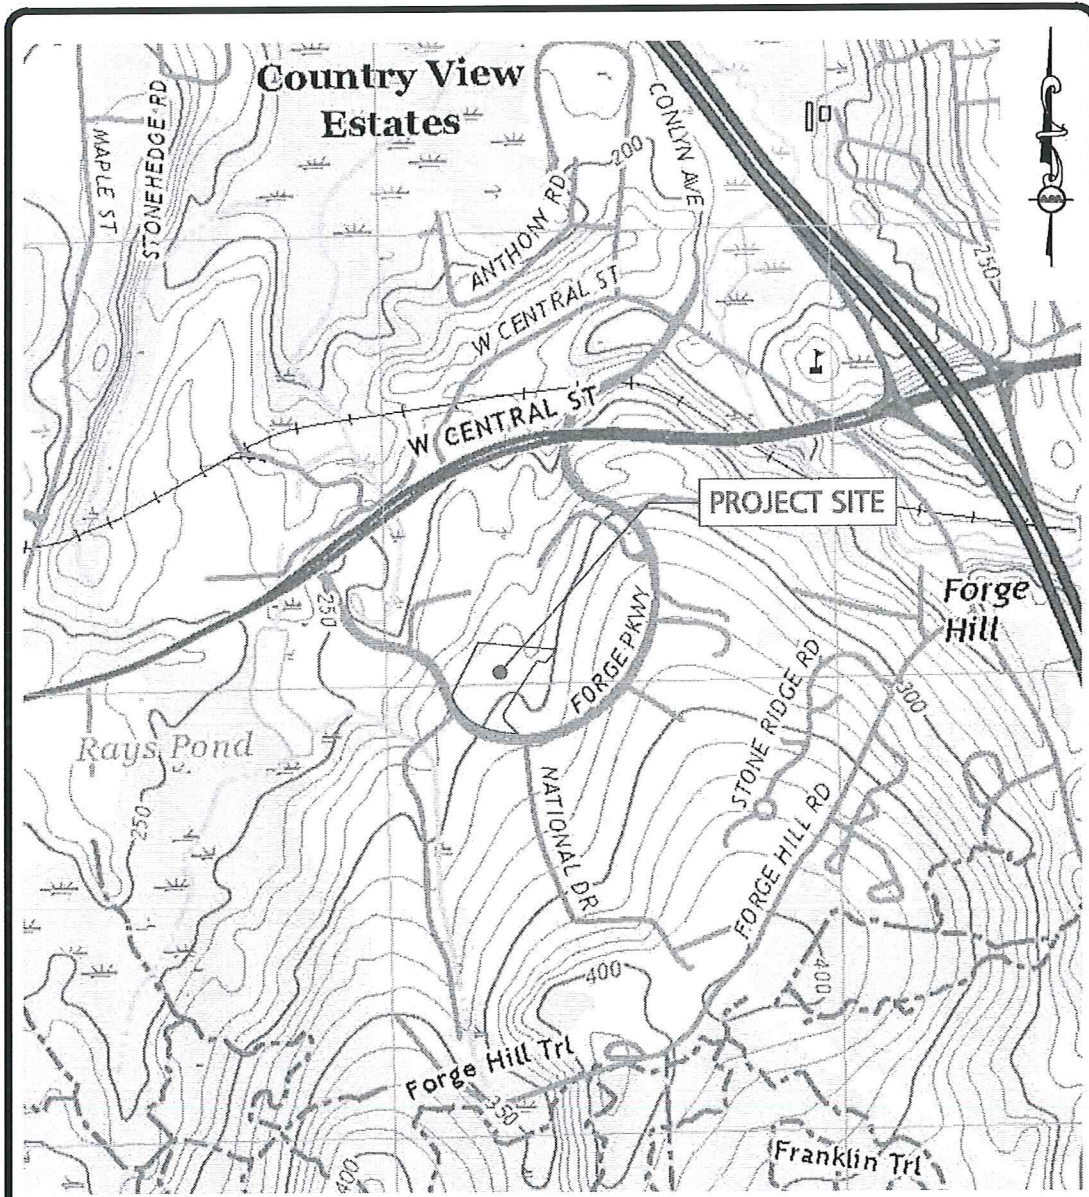 Country View
Estates
MAPLE ST
STONEHEDGE RD
CONLYN AVE
200
ANTHONY RD
250
W CENTRAL ST
W CENTRAL ST
PROJECT SITE
250
Forge
Hill
FORGE PKWY
STONE RIDGE RD
300
Rays Pond
250
NATIONAL DR
FORGE HILL RD
400
400
Forge Hill Trl
350
400
Franklin Trl